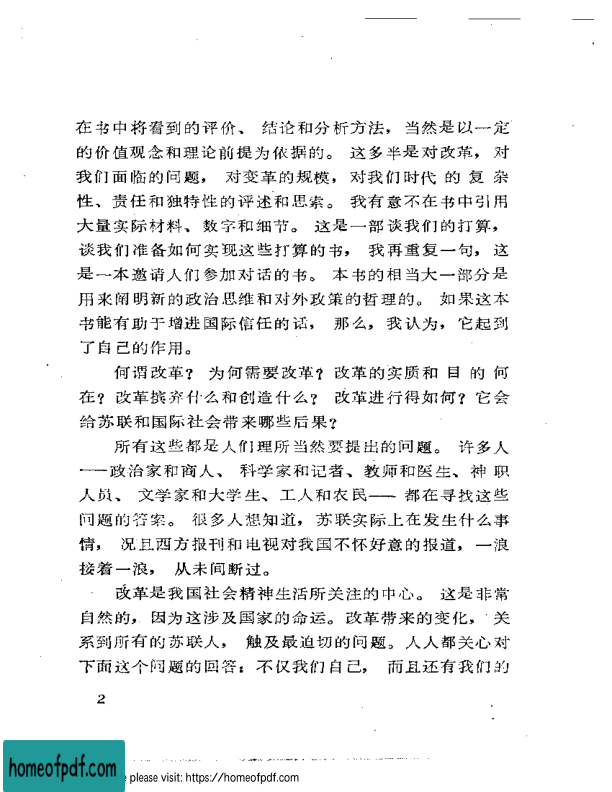 在书中将看到的评价、结论和分析方法，当然是以一定
的价值观念和理论前提为依据的。这多半是对改革，对
我们面临的问题，对变革的规模，对我们时代的复杂
性、责任和独特性的评述和思索。我有意不在书中引用
大量实际材料、数字和细节。这是一部谈我们的打算，
谈我们准备如何实现这些打算的书，我再重复一句，这
是一本邀请人们参加对话的书。本书的相当大一部分是
用来阐明新的政治思维和对外政策的哲理的。如果这本
书能有助于增进国际信任的话，那么，我认为，它起到
了自己的作用。
何谓改革？为何需要改革？改革的实质和目的何
在？改革摈弃什么和创造什么？改革进行得如何？它会
给苏联和国际社会带来哪些后果？
所有这些都是人们理所当然要提出的问题。许多人
——政治家和商人、科学家和记者、教师和医生、神职
人员、文学家和大学生、工人和农民——都在寻找这些
问题的答案。很多人想知道，苏联实际上在发生什么事
情，况且西方报刊和电视对我国不怀好意的报道，一浪
接着一浪，从未间断过。
改革是我国社会精神生活所关注的中心。这是非常
自然的，因为这涉及国家的命运。改革带来的变化，关
系到所有的苏联人，触及最迫切的问题。人人都关心对
下面这个问题的回答：不仅我们自己，而且还有我们的
2
homeofpdf.com
e please visit: https://homeofpdf.com